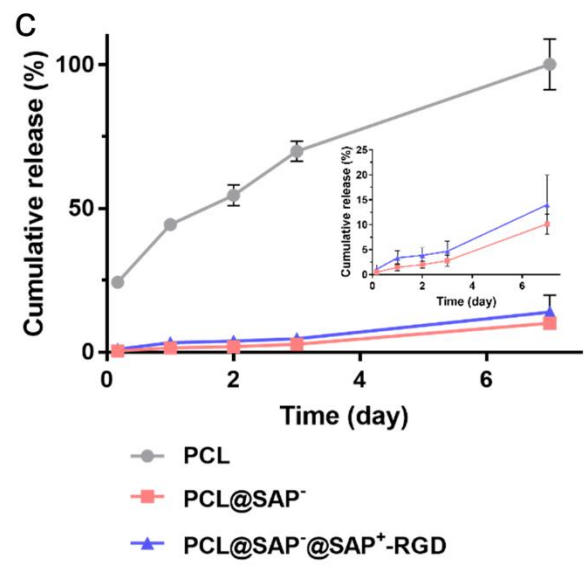 C
Cumulative release (%)
100
50
0
0 2 4 6
Time (day)
Cumulative release (%)
25
20
15
10
5
0
0 2 4 6
Time (day)
PCL
PCL@SAP⁻
PCL@SAP⁻@SAP⁺-RGD